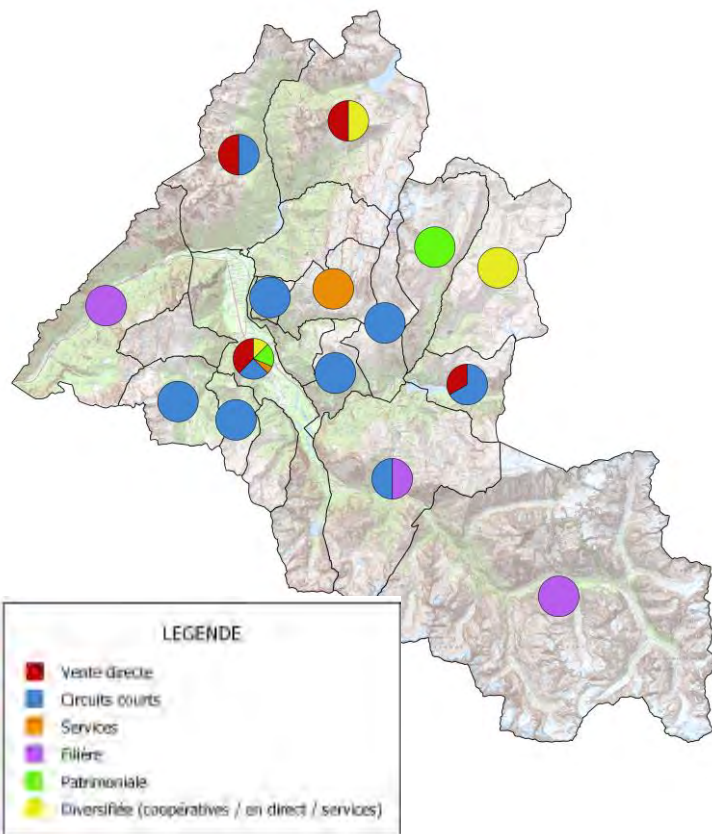 LEGENDE
Vente directe
Circuits courts
Services
Filière
Patrimoniale
Diversifiée (coopératives / en direct / services)